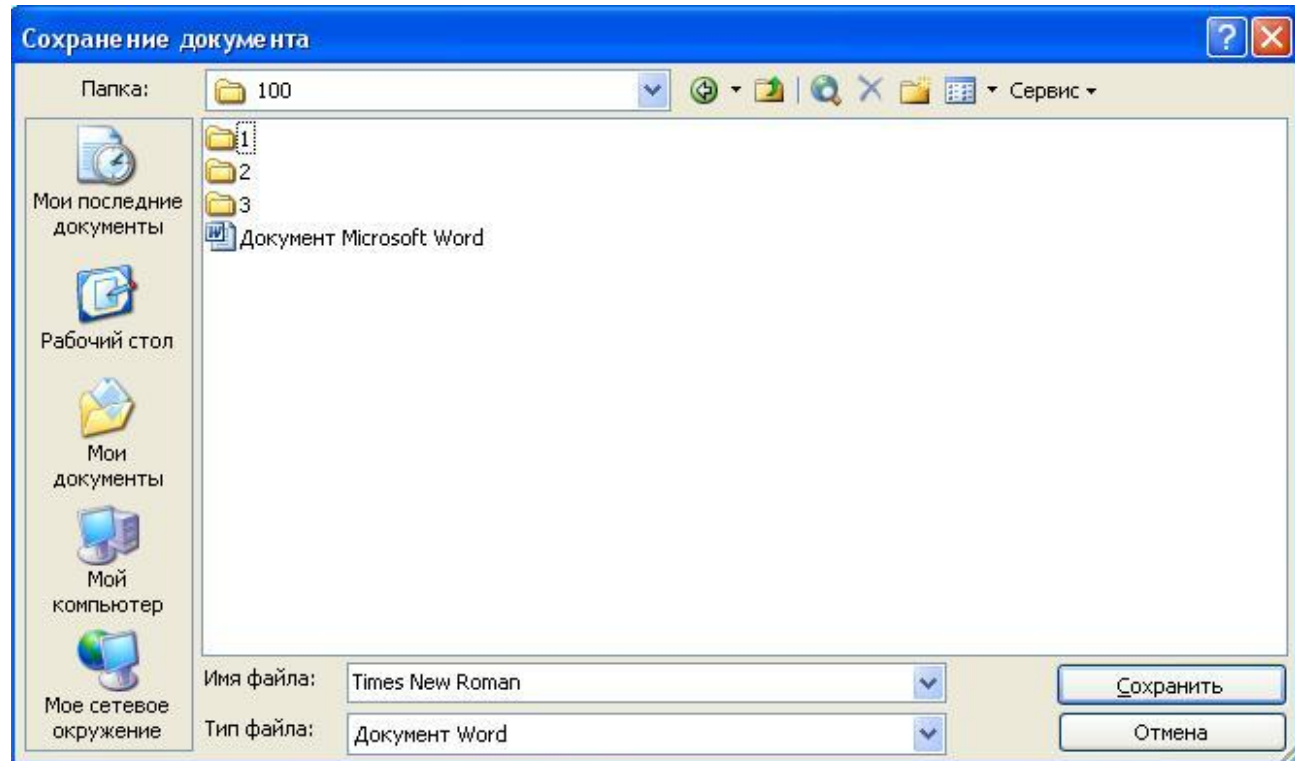 Сохранение документа
Папка:
100
Сервис
1
2
3
Документ Microsoft Word
Мои последние
документы
Рабочий стол
Мои
документы
Мой
компьютер
Мое сетевое
окружение
Имя файла:
Times New Roman
Сохранить
Тип файла:
Документ Word
Отмена